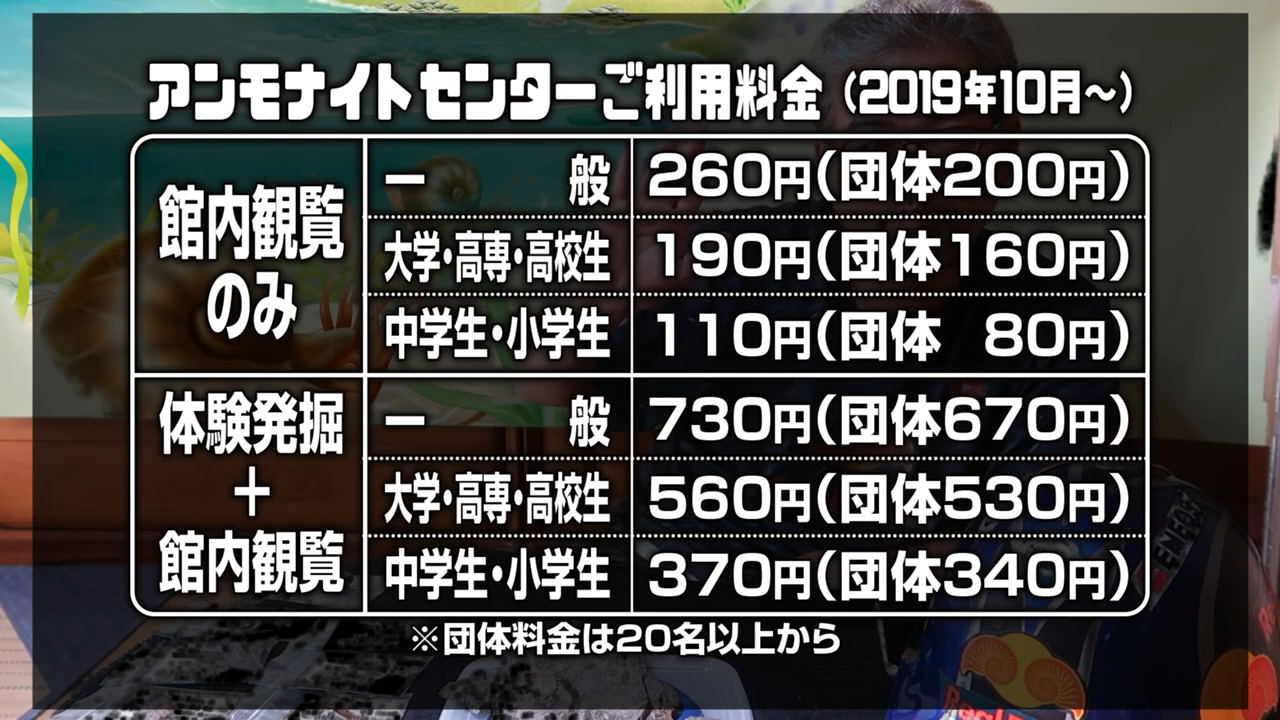 アンモナイトセンターご利用料金（2019年10月～）
館内観覧
のみ
一　般 260円（団体200円）
大学・高専・高校生 190円（団体160円）
中学生・小学生 110円（団体 80円）
体験発掘
＋
館内観覧
一　般 730円（団体670円）
大学・高専・高校生 560円（団体530円）
中学生・小学生 370円（団体340円）
※団体料金は20名以上から
ENEOS